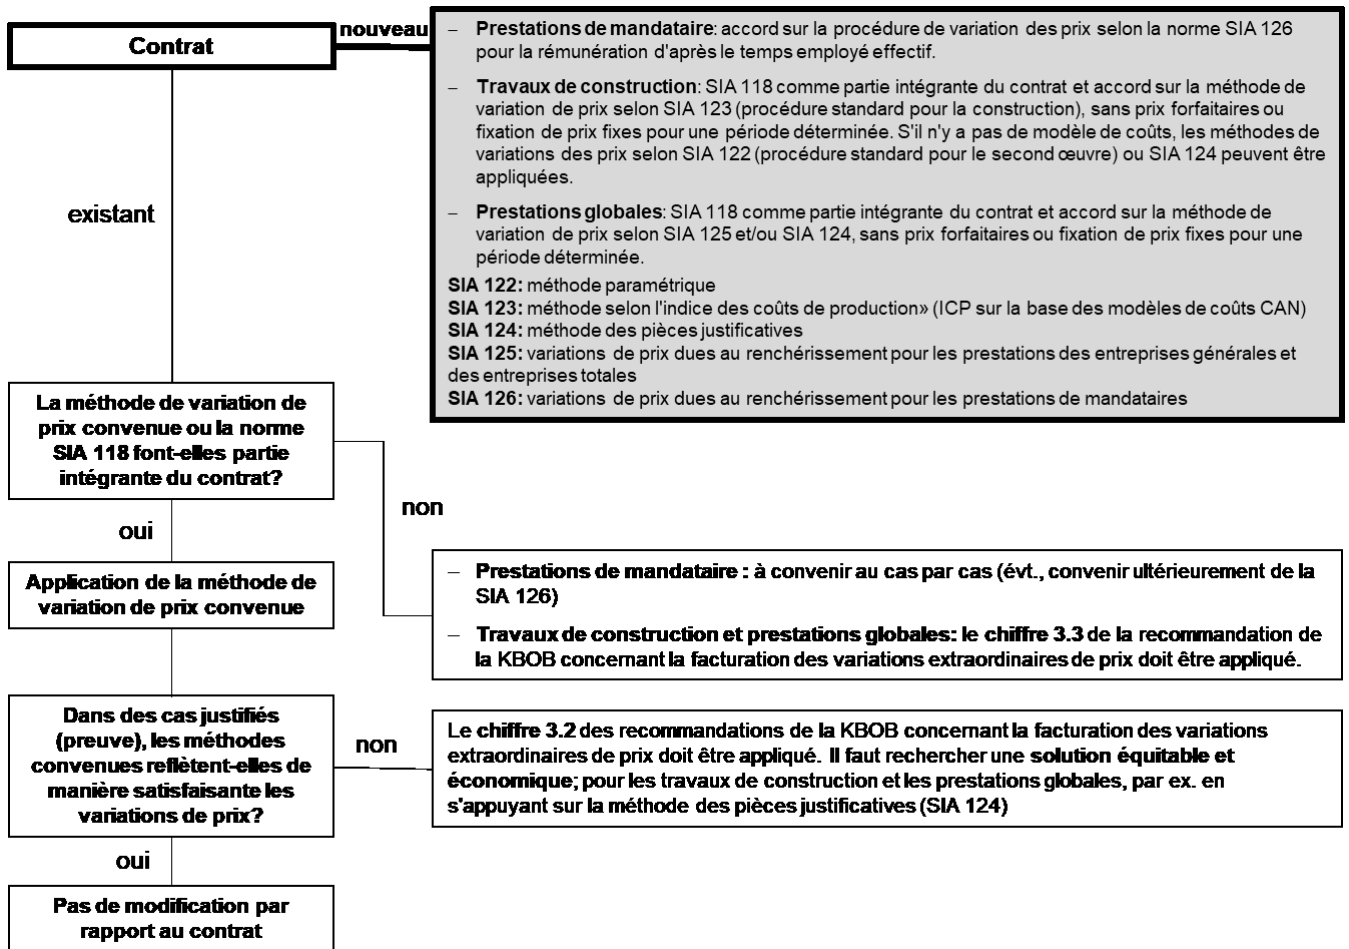 Contrat
nouveau
– Prestations de mandataire: accord sur la procédure de variation des prix selon la norme SIA 126
pour la rémunération d'après le temps employé effectif.
– Travaux de construction: SIA 118 comme partie intégrante du contrat et accord sur la méthode de
variation de prix selon SIA 123 (procédure standard pour la construction), sans prix forfaitaires ou
fixation de prix fixes pour une période déterminée. S'il n'y a pas de modèle de coûts, les méthodes de
variations des prix selon SIA 122 (procédure standard pour le second œuvre) ou SIA 124 peuvent être
appliquées.
– Prestations globales: SIA 118 comme partie intégrante du contrat et accord sur la méthode de
variation de prix selon SIA 125 et/ou SIA 124, sans prix forfaitaires ou fixation de prix fixes pour une
période déterminée.
SIA 122: méthode paramétrique
SIA 123: méthode selon l'indice des coûts de production» (ICP sur la base des modèles de coûts CAN)
SIA 124: méthode des pièces justificatives
SIA 125: variations de prix dues au renchérissement pour les prestations des entreprises générales et
des entreprises totales
SIA 126: variations de prix dues au renchérissement pour les prestations de mandataires
existant
La méthode de variation de
prix convenue ou la norme
SIA 118 font-elles partie
intégrante du contrat?
non
oui
– Prestations de mandataire : à convenir au cas par cas (évt., convenir ultérieurement de la
SIA 126)
– Travaux de construction et prestations globales: le chiffre 3.3 de la recommandation de
la KBOB concernant la facturation des variations extraordinaires de prix doit être appliqué.
Application de la méthode de
variation de prix convenue
Dans des cas justifiés
(preuve), les méthodes
convenues reflètent-elles de
manière satisfaisante les
variations de prix?
non
Le chiffre 3.2 des recommandations de la KBOB concernant la facturation des variations
extraordinaires de prix doit être appliqué. Il faut rechercher une solution équitable et
économique; pour les travaux de construction et les prestations globales, par ex. en
s'appuyant sur la méthode des pièces justificatives (SIA 124)
oui
Pas de modification par
rapport au contrat